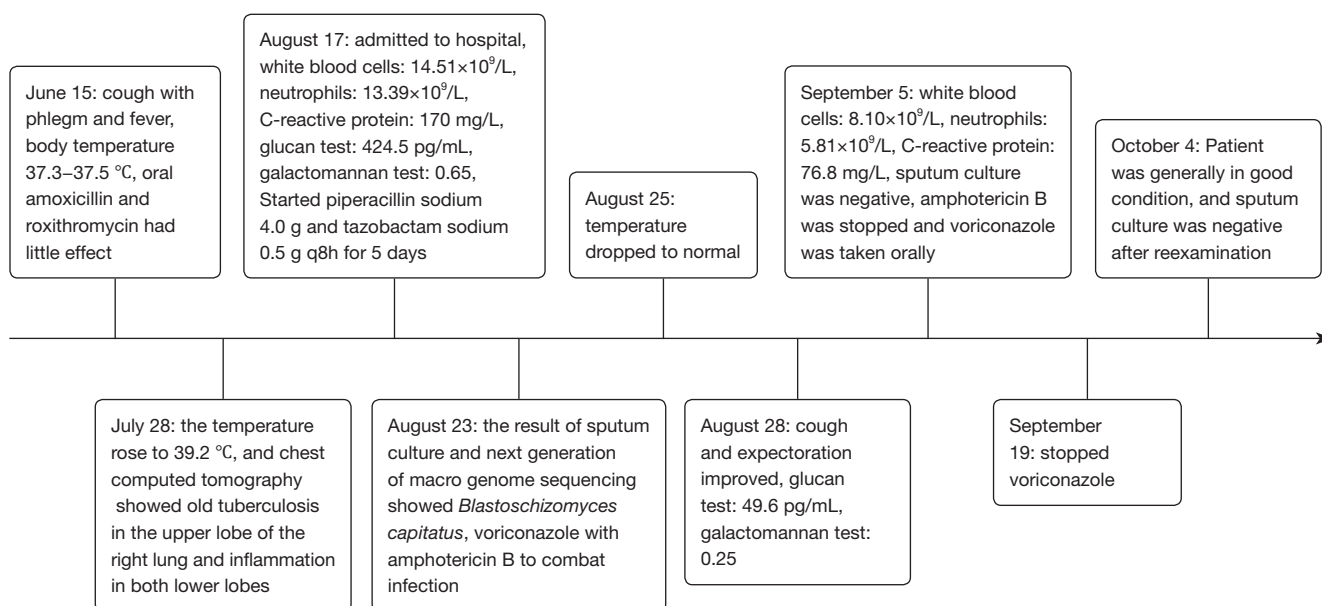 June 15: cough with
phlegm and fever,
body temperature
37.3–37.5 ℃, oral
amoxicillin and
roxithromycin had
little effect
July 28: the temperature
rose to 39.2 ℃, and chest
computed tomography
showed old tuberculosis
in the upper lobe of the
right lung and inflammation
in both lower lobes
August 17: admitted to hospital,
white blood cells: 14.51×10⁹/L,
neutrophils: 13.39×10⁹/L,
C-reactive protein: 170 mg/L,
glucan test: 424.5 pg/mL,
galactomannan test: 0.65,
Started piperacillin sodium
4.0 g and tazobactam sodium
0.5 g q8h for 5 days
August 23: the result of sputum
culture and next generation
of macro genome sequencing
showed Blastoschizomyces
capitatus, voriconazole with
amphotericin B to combat
infection
August 25:
temperature
dropped to normal
August 28: cough
and expectoration
improved, glucan
test: 49.6 pg/mL,
galactomannan test:
0.25
September 5: white blood
cells: 8.10×10⁹/L, neutrophils:
5.81×10⁹/L, C-reactive protein:
76.8 mg/L, sputum culture
was negative, amphotericin B
was stopped and voriconazole
was taken orally
September
19: stopped
voriconazole
October 4: Patient
was generally in good
condition, and sputum
culture was negative
after reexamination